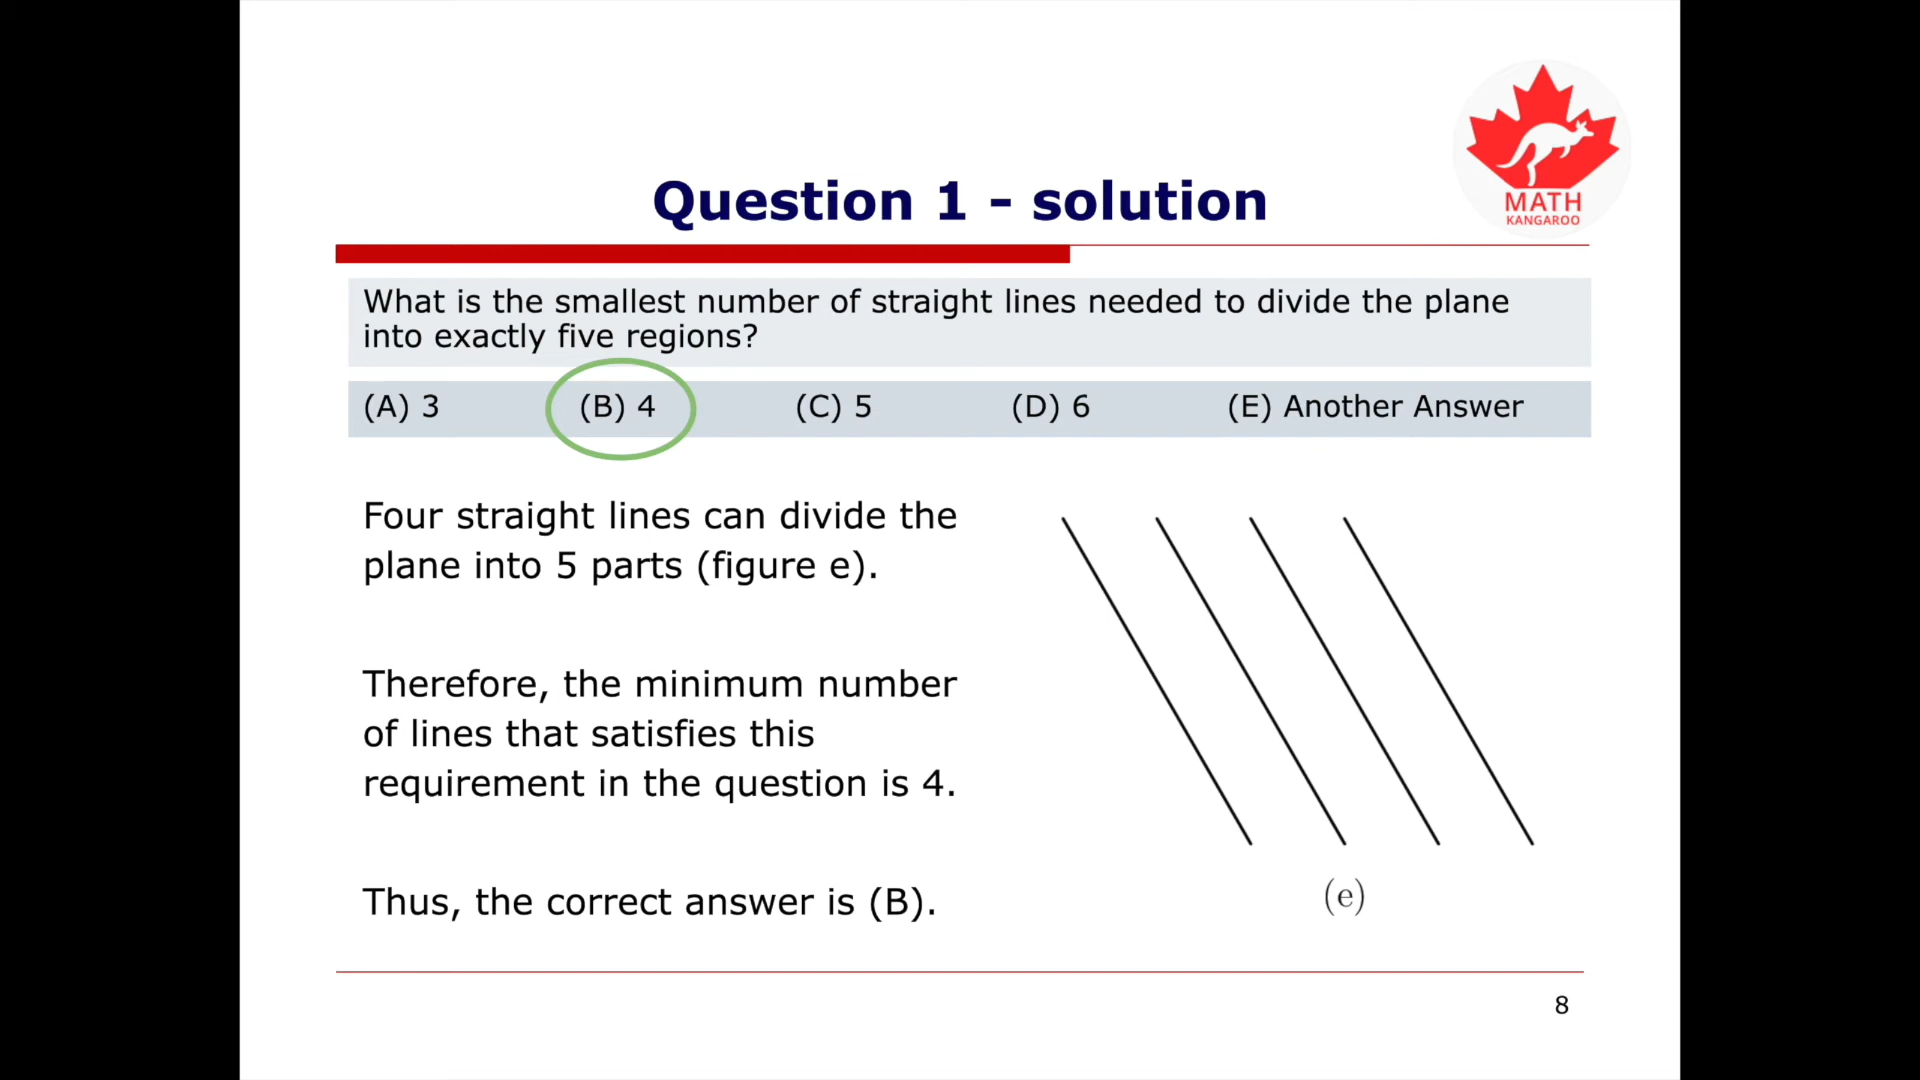 MATH
KANGAROO
Question 1 - solution
What is the smallest number of straight lines needed to divide the plane
into exactly five regions?
(A) 3 (B) 4 (C) 5 (D) 6 (E) Another Answer
Four straight lines can divide the
plane into 5 parts (figure e).
Therefore, the minimum number
of lines that satisfies this
requirement in the question is 4.
Thus, the correct answer is (B).
(e)
8